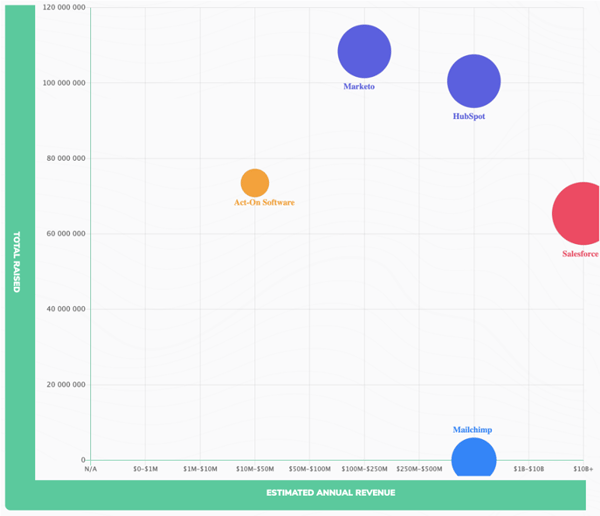 120 000 000
Marketo
100 000 000
HubSpot
80 000 000
Act-On Software
60 000 000
Salesforce
TOTAL RAISED
40 000 000
20 000 000
Mailchimp
0
N/A $0-$1M $1M-$10M $10M-$50M $50M-$100M $100M-$250M $250M-$500M $1B-$10B $10B+
ESTIMATED ANNUAL REVENUE